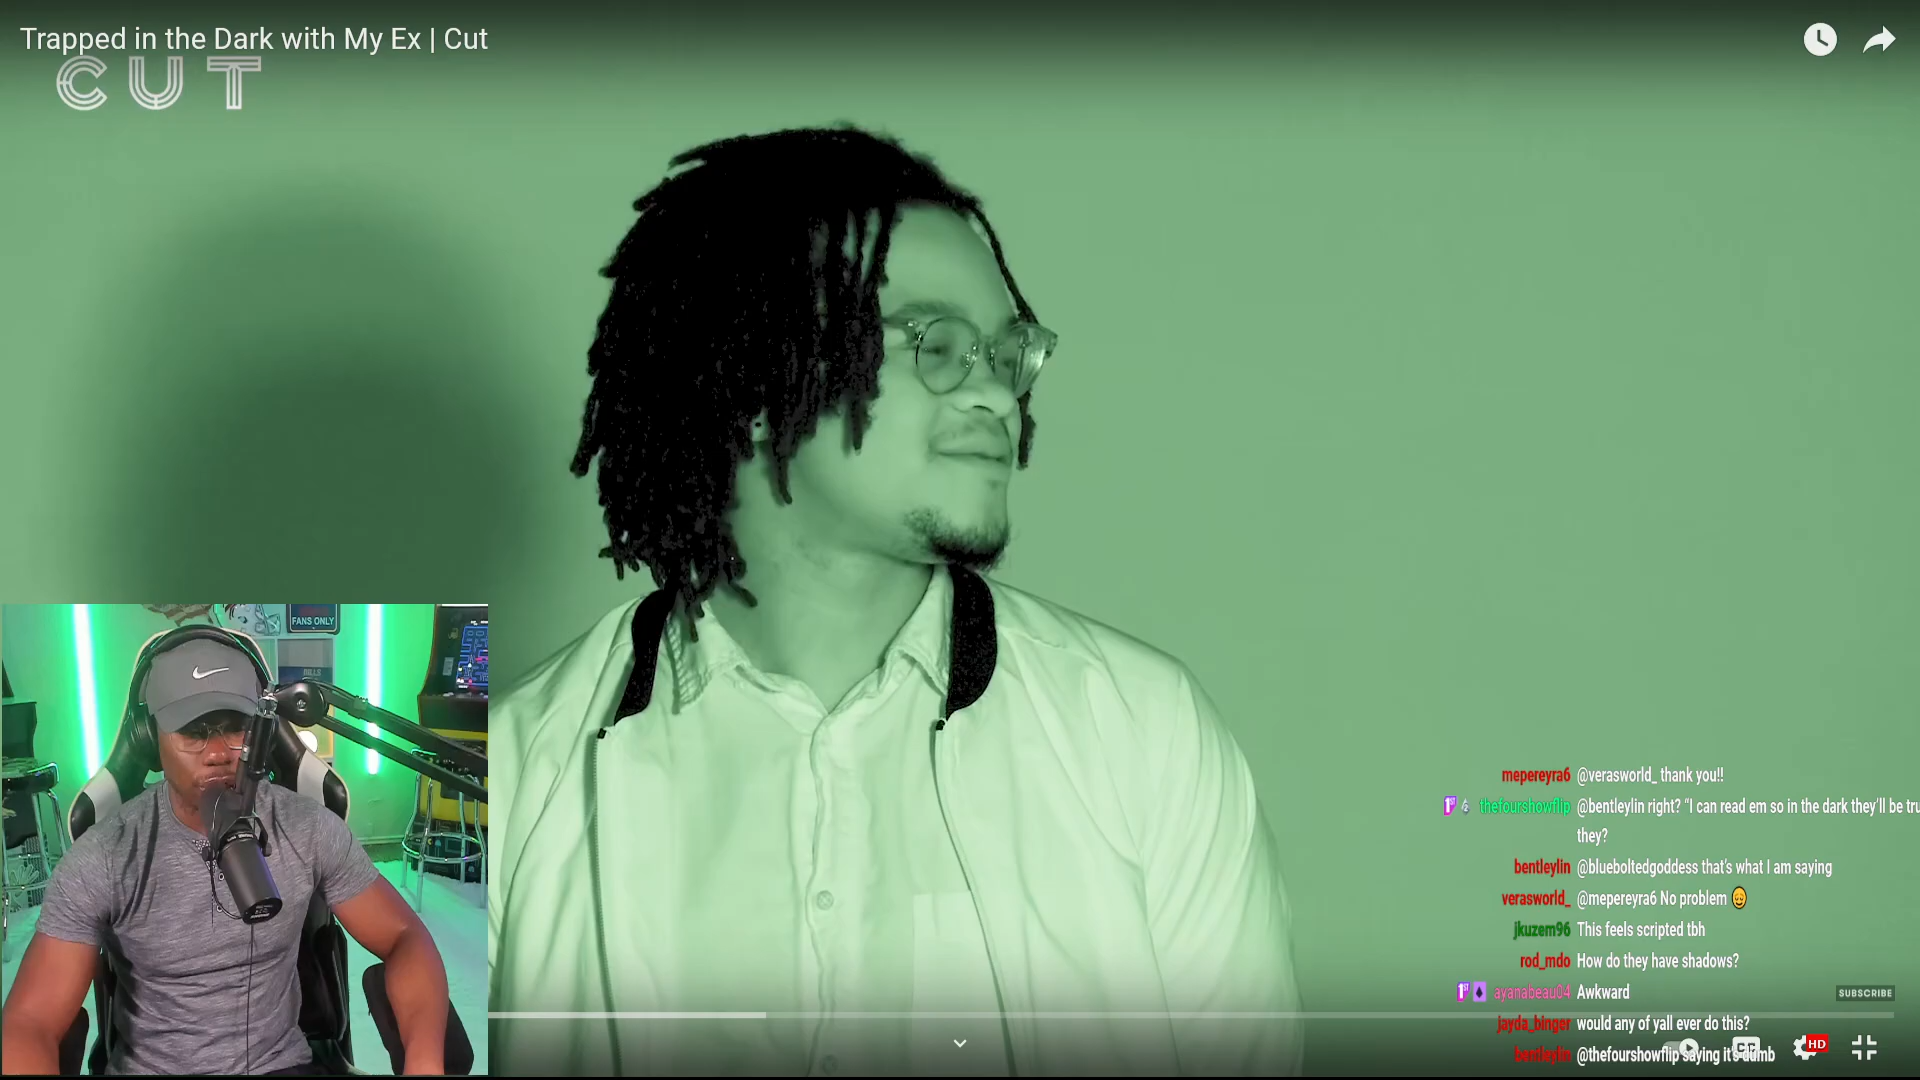 Trapped in the Dark with My Ex | Cut
CUT
FANS ONLY
BILLS
mepereyra6 @verasworld_ thank you!!
thefourshowflip @bentleylin right? “I can read em so in the dark they'll be tru
they?
bentleylin @blueboltedgoddess that's what I am saying
verasworld_ @mepereyra6 No problem 😌
jkuzem96 This feels scripted tbh
rod_mdo How do they have shadows?
ayanabeau04 Awkward
SUBSCRIBE
jayda_binger would any of yall ever do this?
bentleylin @thefourshowflip saying it's dumb
CC
HD